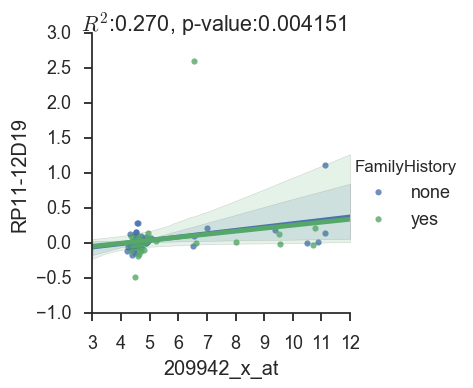 R²:0.270, p-value:0.004151
3.0
2.5
2.0
1.5
1.0
0.5
0.0
−0.5
−1.0
RP11-12D19
3 4 5 6 7 8 9 10 11 12
209942_x_at
FamilyHistory
none
yes